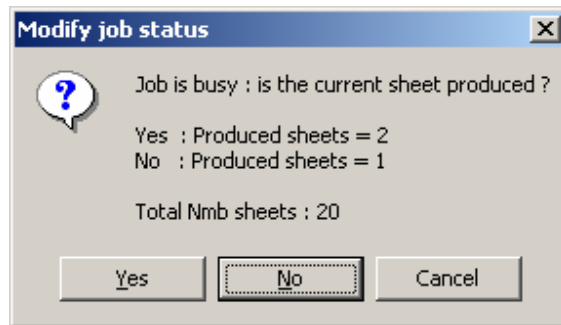 Modify job status
Job is busy : is the current sheet produced ?
Yes : Produced sheets = 2
No : Produced sheets = 1
Total Nmb sheets : 20
Yes No Cancel